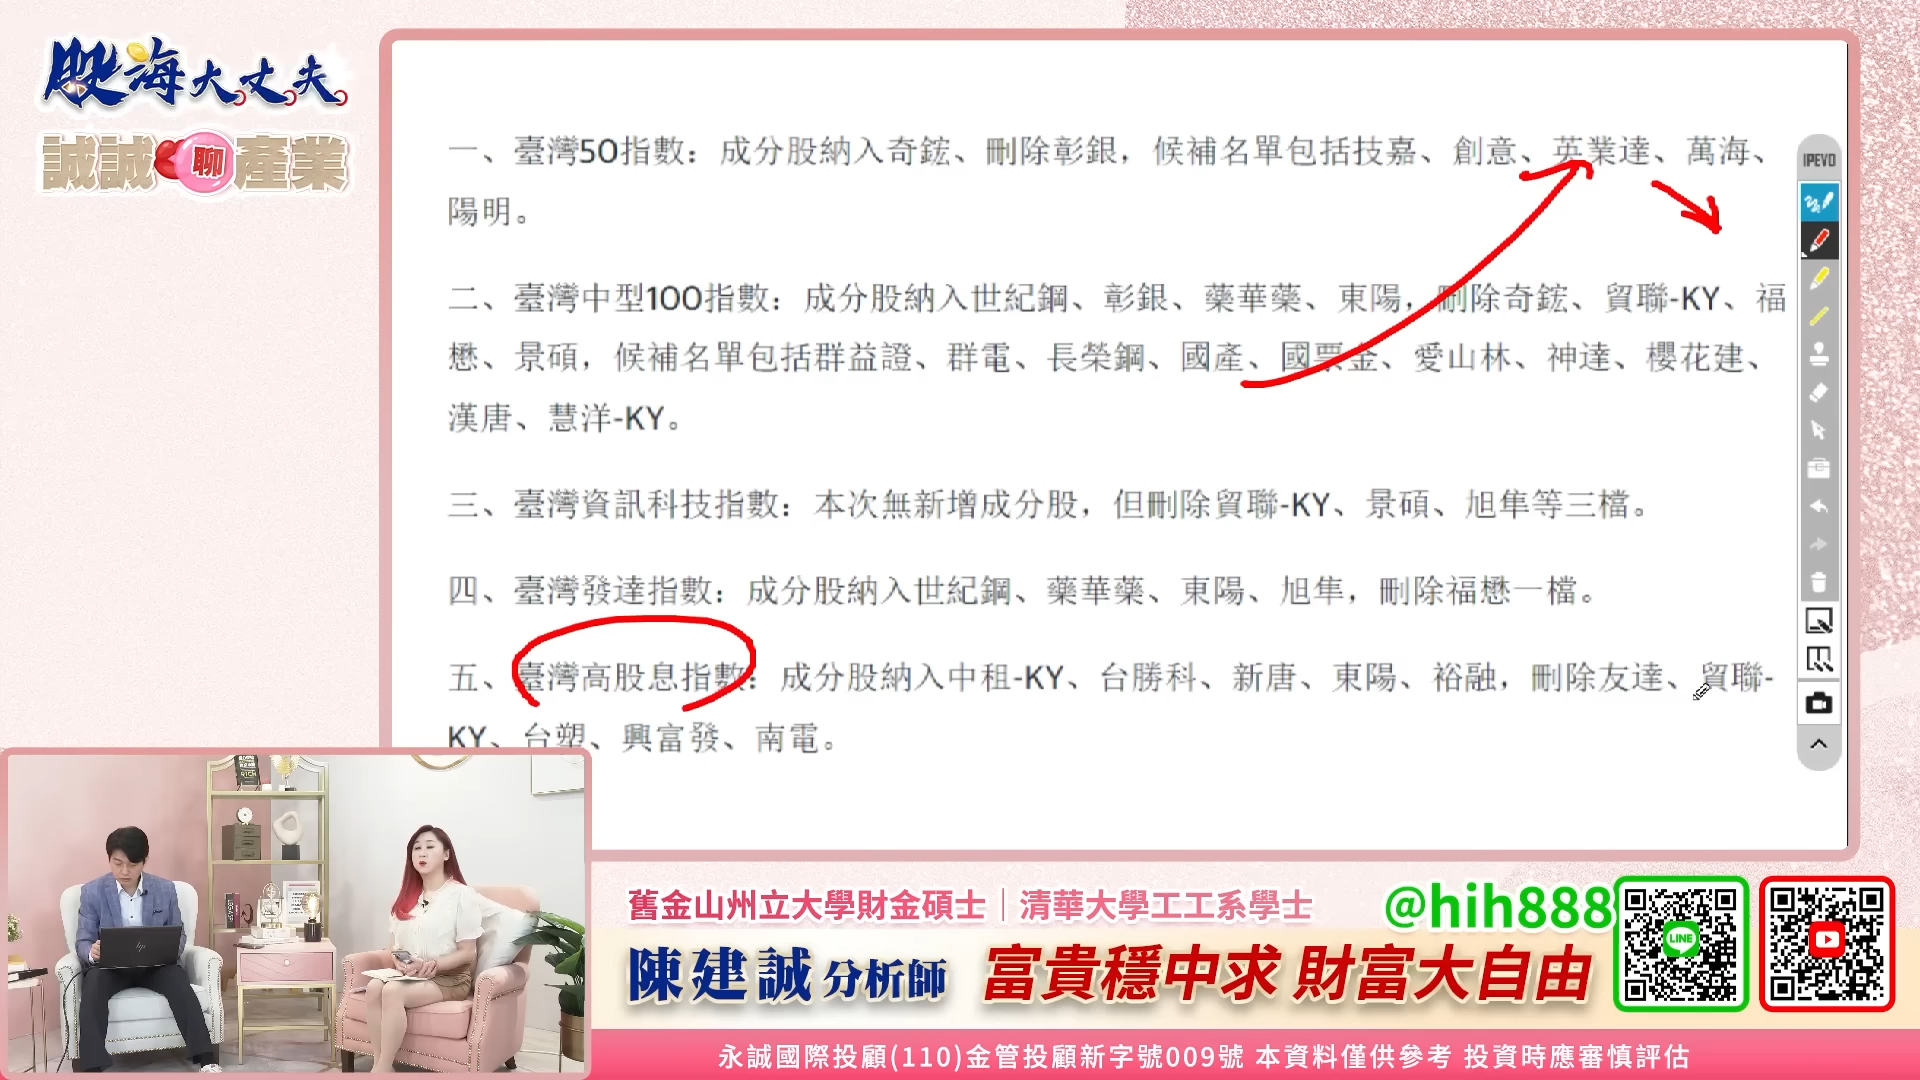 股海大丈夫
誠誠聊產業
一、臺灣50指數：成分股納入奇鋐、刪除彰銀，候補名單包括技嘉、創意、英業達、萬海、
陽明。
二、臺灣中型100指數：成分股納入世紀鋼、彰銀、藥華藥、東陽，刪除奇鋐、貿聯-KY、福
懋、景碩，候補名單包括群益證、群電、長榮鋼、國產、國票金、愛山林、神達、櫻花建、
漢唐、慧洋-KY。
三、臺灣資訊科技指數：本次無新增成分股，但刪除貿聯-KY、景碩、旭隼等三檔。
四、臺灣發達指數：成分股納入世紀鋼、藥華藥、東陽、旭隼，刪除福懋一檔。
五、臺灣高股息指數：成分股納入中租-KY、台勝科、新唐、東陽、裕融，刪除友達、貿聯-
KY、台塑、興富發、南電。
IPEVO
舊金山州立大學財金碩士｜清華大學工工系學士
@hih888
陳建誠 分析師
富貴穩中求 財富大自由
LINE
永誠國際投顧(110)金管投顧新字號009號 本資料僅供參考 投資時應審慎評估